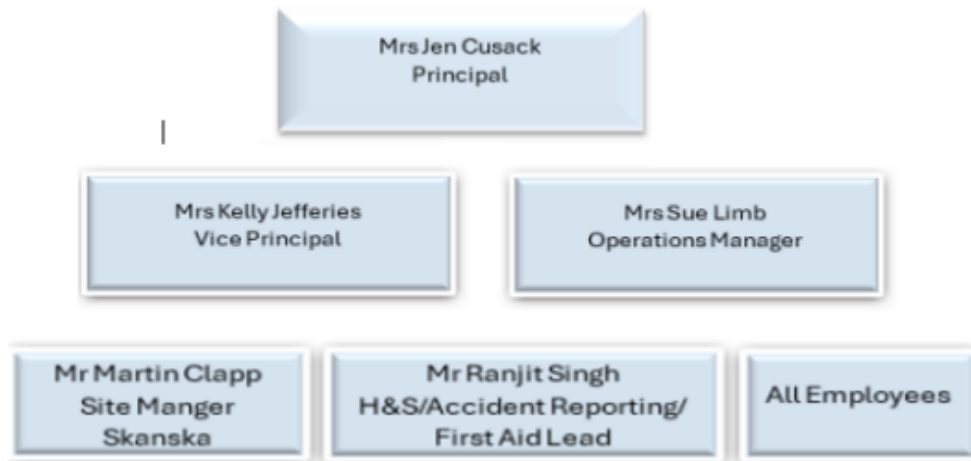 Mrs Jen Cusack
Principal
Mrs Kelly Jefferies
Vice Principal
Mrs Sue Limb
Operations Manager
Mr Martin Clapp
Site Manger
Skanska
Mr Ranjit Singh
H&S/Accident Reporting/
First Aid Lead
All Employees